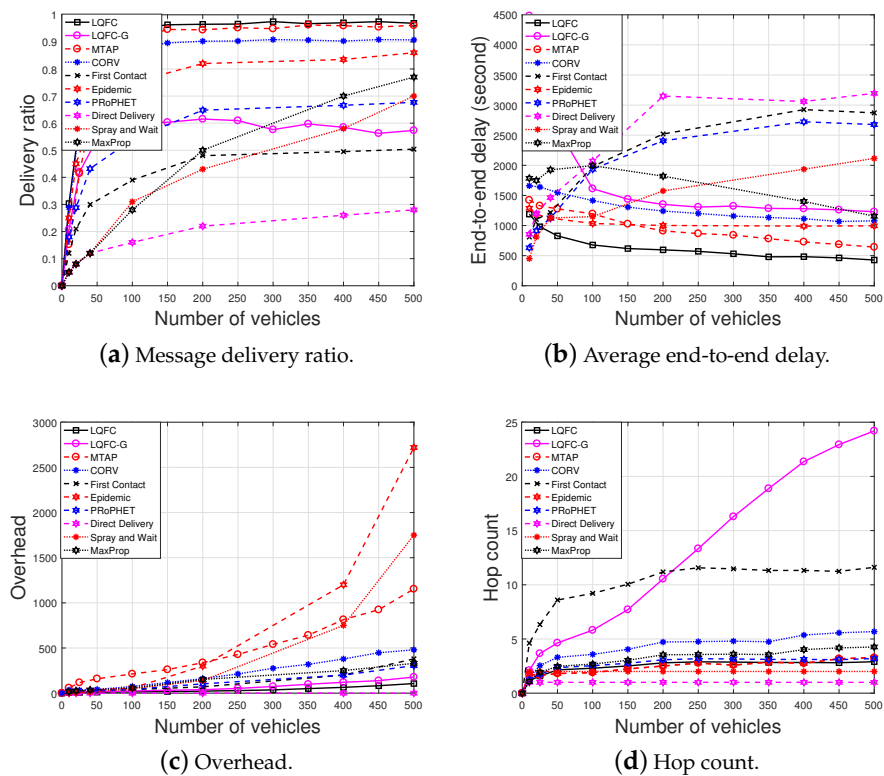 1
0.9
0.8
0.7
0.6
0.5
0.4
0.3
0.2
0.1
0
Delivery ratio
LQFC
LQFC-G
MTAP
CORV
First Contact
Epidemic
PRoPHET
Direct Delivery
Spray and Wait
MaxProp
0 50 100 150 200 250 300 350 400 450 500
Number of vehicles
(a) Message delivery ratio.
4500
4000
3500
3000
2500
2000
1500
1000
500
0
End-to-end delay (second)
LQFC
LQFC-G
MTAP
CORV
First Contact
Epidemic
PRoPHET
Direct Delivery
Spray and Wait
MaxProp
0 50 100 150 200 250 300 350 400 450 500
Number of vehicles
(b) Average end-to-end delay.
3000
2500
2000
1500
1000
500
0
Overhead
LQFC
LQFC-G
MTAP
CORV
First Contact
Epidemic
PRoPHET
Direct Delivery
Spray and Wait
MaxProp
0 50 100 150 200 250 300 350 400 450 500
Number of vehicles
(c) Overhead.
25
20
15
10
5
0
Hop count
LQFC
LQFC-G
MTAP
CORV
First Contact
Epidemic
PRoPHET
Direct Delivery
Spray and Wait
MaxProp
0 50 100 150 200 250 300 350 400 450 500
Number of vehicles
(d) Hop count.